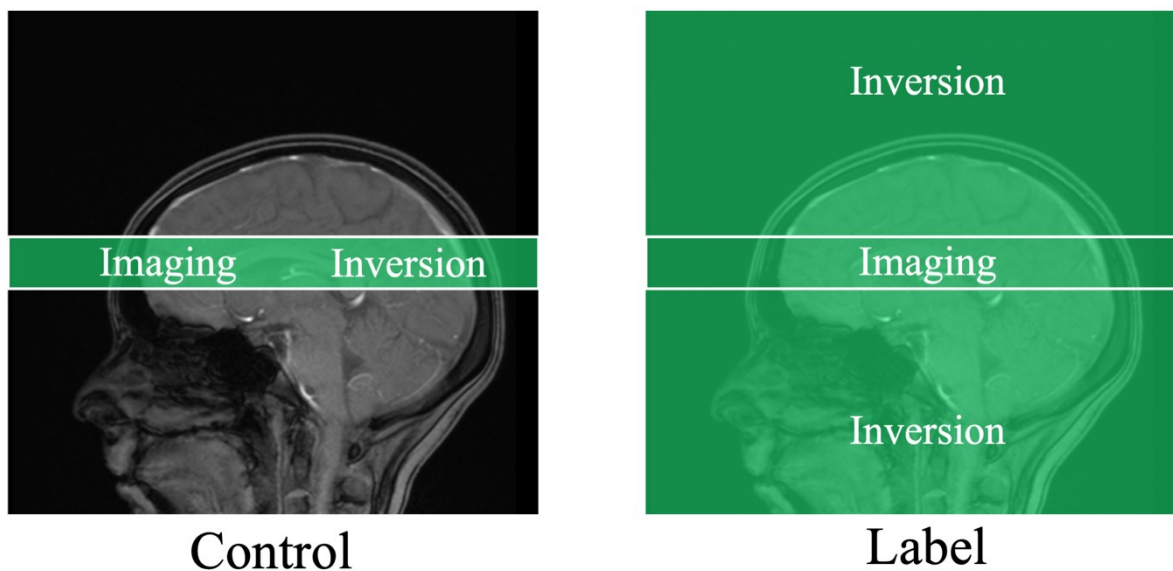 Inversion
Imaging Inversion
Imaging
Inversion
Control
Label